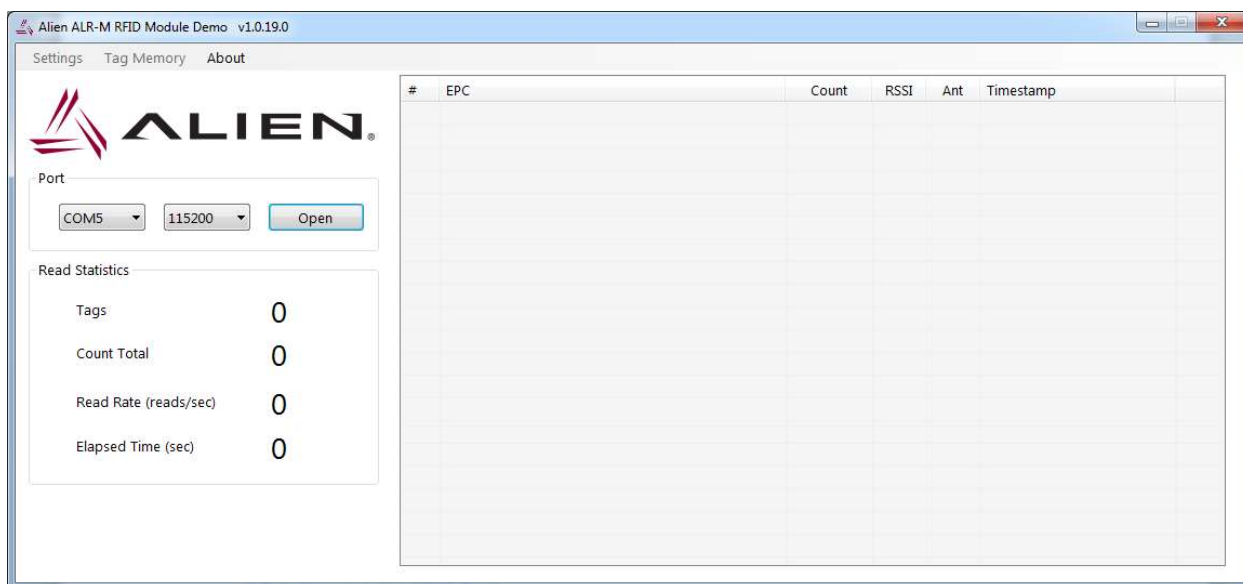 Alien ALR-M RFID Module Demo v1.0.19.0
Settings Tag Memory About
ALIEN®
Port
COM5 115200 Open
Read Statistics
Tags 0
Count Total 0
Read Rate (reads/sec) 0
Elapsed Time (sec) 0
# EPC Count RSSI Ant Timestamp